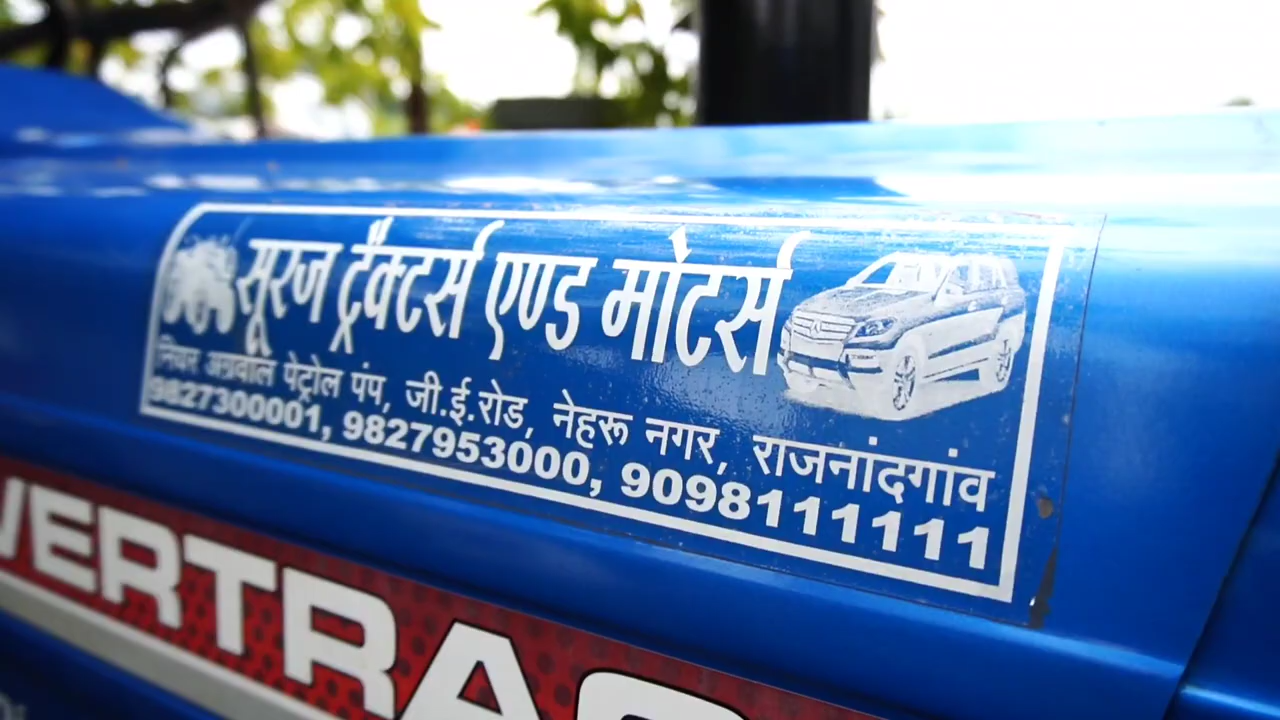 सूरज ट्रैक्टर्स एण्ड मोटर्स
नियर अग्रवाल पेट्रोल पंप, जी.ई.रोड, नेहरू नगर, राजनांदगांव
9827300001, 9827953000, 9098111111
VERTRAC